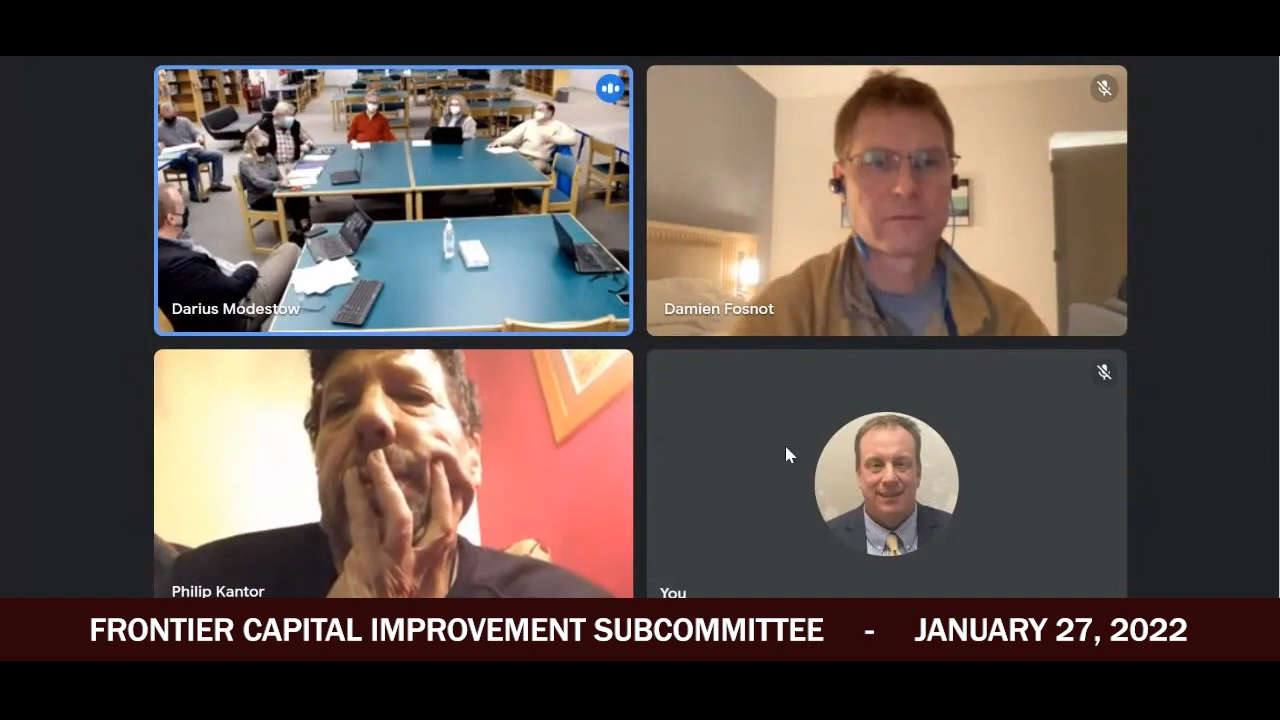 Darius Modestow
Damien Fosnot
Philip Kantor
You
FRONTIER CAPITAL IMPROVEMENT SUBCOMMITTEE - JANUARY 27, 2022